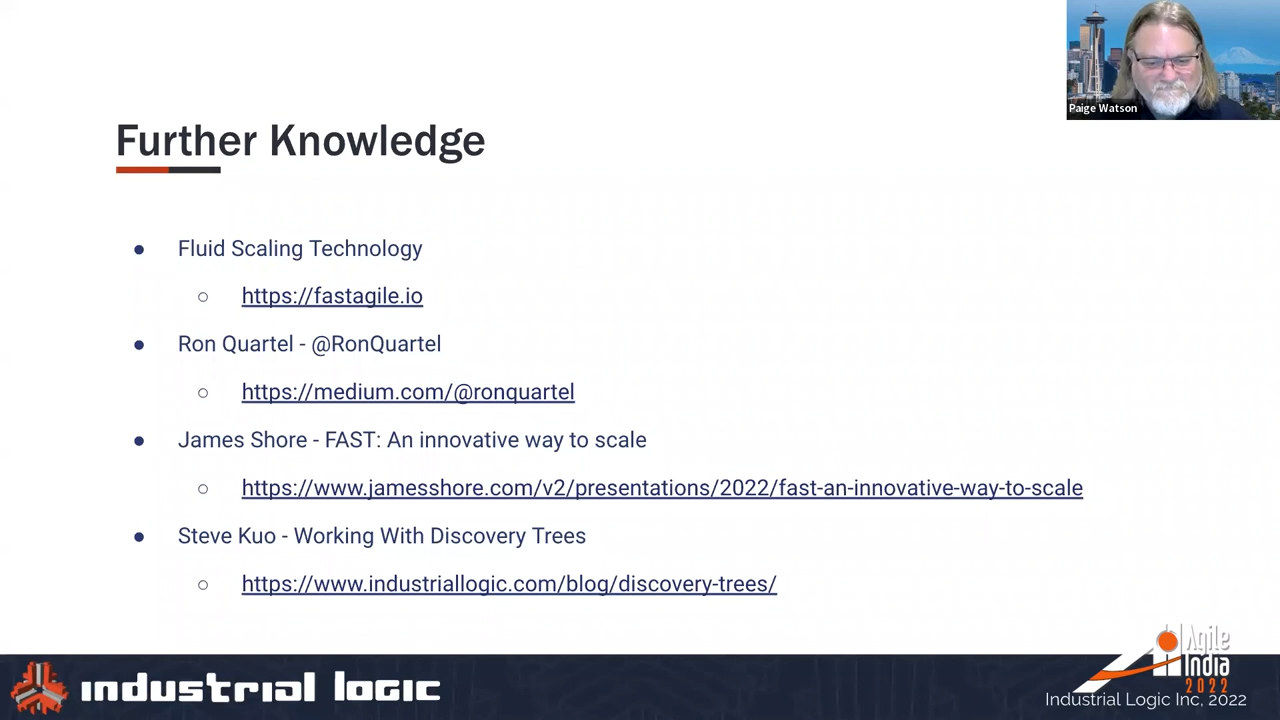 Paige Watson
Further Knowledge
● Fluid Scaling Technology
○ https://fastagile.io
● Ron Quartel - @RonQuartel
○ https://medium.com/@ronquartel
● James Shore - FAST: An innovative way to scale
○ https://www.jamesshore.com/v2/presentations/2022/fast-an-innovative-way-to-scale
● Steve Kuo - Working With Discovery Trees
○ https://www.industriallogic.com/blog/discovery-trees/
industrial logic
Agile
India
2022
Industrial Logic Inc, 2022